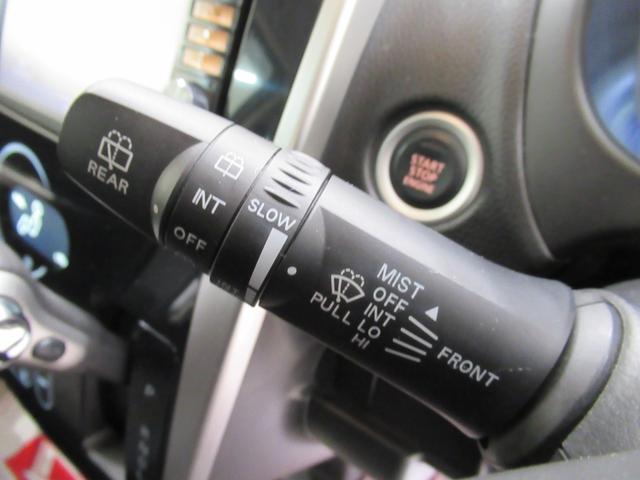 REAR
INT
OFF
SLOW
MIST
OFF
INT
PULL LO
HI
FRONT
START
STOP
ENGINE